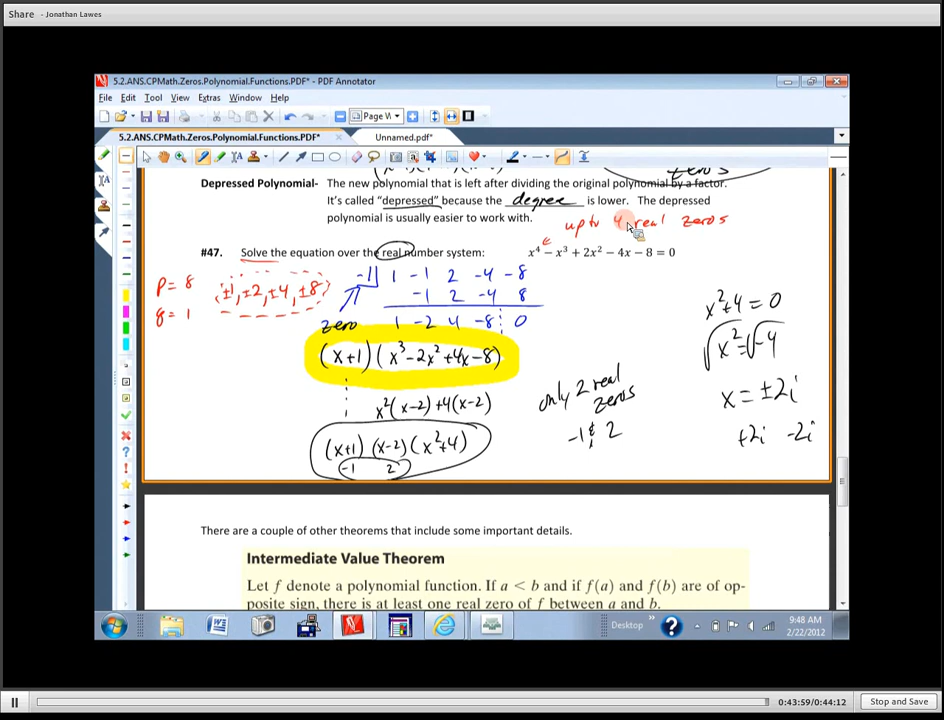 Share - Jonathan Lawes
5.2.ANS.CPMath.Zeros.Polynomial.Functions.PDF* - PDF Annotator
File Edit Tool View Extras Window Help
Page W
5.2.ANS.CPMath.Zeros.Polynomial.Functions.PDF* Unnamed.pdf*
zeros
Depressed Polynomial- The new polynomial that is left after dividing the original polynomial by a factor.
It's called "depressed" because the degree is lower. The depressed
polynomial is usually easier to work with.
up to 4 real zeros
#47. Solve the equation over the real number system: x⁴ – x³ + 2x² – 4x – 8 = 0
p = 8 ±1, ±2, ±4, ±8
q = 1
-1 | 1 -1 2 -4 -8
-1 2 -4 8
zero 1 -2 4 -8 0
(x+1)(x³-2x²+4x-8)
x²(x-2)+4(x-2)
(x+1)(x-2)(x²+4)
-1 2
only 2 real
zeros
-1 & 2
x²+4=0
√x²=√-4
x=±2i
+2i -2i
There are a couple of other theorems that include some important details.
Intermediate Value Theorem
Let f denote a polynomial function. If a < b and if f(a) and f(b) are of op-
posite sign, there is at least one real zero of f between a and b.
Desktop
9:48 AM
2/22/2012
0:43:59/0:44:12
Stop and Save